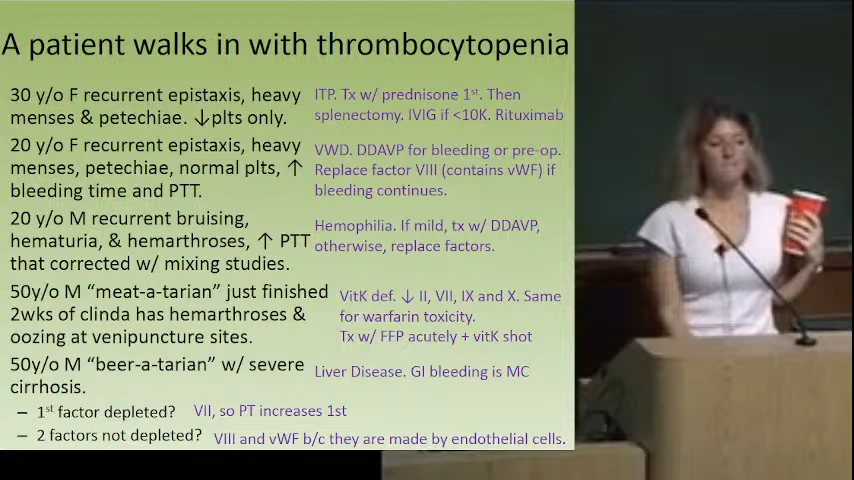 A patient walks in with thrombocytopenia
30 y/o F recurrent epistaxis, heavy
menses & petechiae. ↓plts only.
ITP. Tx w/ prednisone 1st. Then
splenectomy. IVIG if <10K. Rituximab
20 y/o F recurrent epistaxis, heavy
menses, petechiae, normal plts, ↑
bleeding time and PTT.
VWD. DDAVP for bleeding or pre-op.
Replace factor VIII (contains vWF) if
bleeding continues.
20 y/o M recurrent bruising,
hematuria, & hemarthroses, ↑ PTT
that corrected w/ mixing studies.
Hemophilia. If mild, tx w/ DDAVP,
otherwise, replace factors.
50y/o M “meat-a-tarian” just finished
2wks of clinda has hemarthroses &
oozing at venipuncture sites.
VitK def. ↓ II, VII, IX and X. Same
for warfarin toxicity.
Tx w/ FFP acutely + vitK shot
50y/o M “beer-a-tarian” w/ severe
cirrhosis.
Liver Disease. GI bleeding is MC
– 1st factor depleted? VII, so PT increases 1st
– 2 factors not depleted? VIII and vWF b/c they are made by endothelial cells.